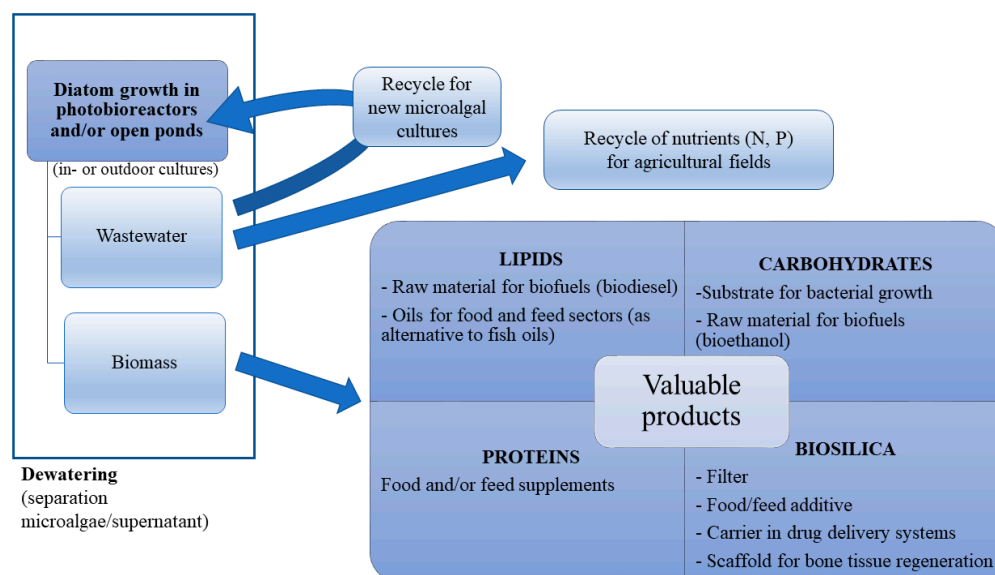 Diatom growth in
photobioreactors
and/or open ponds
(in- or outdoor cultures)
Recycle for
new microalgal
cultures
Recycle of nutrients (N, P)
for agricultural fields
Wastewater
Biomass
Dewatering
(separation
microalgae/supernatant)
LIPIDS
- Raw material for biofuels (biodiesel)
- Oils for food and feed sectors (as
alternative to fish oils)
CARBOHYDRATES
-Substrate for bacterial growth
- Raw material for biofuels
(bioethanol)
Valuable
products
PROTEINS
Food and/or feed supplements
BIOSILICA
- Filter
- Food/feed additive
- Carrier in drug delivery systems
- Scaffold for bone tissue regeneration